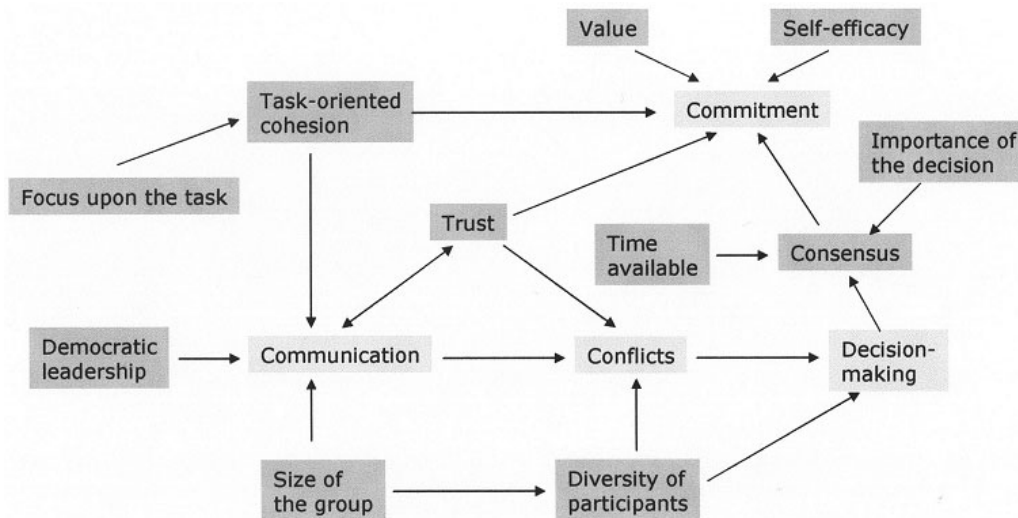 Value
Self-efficacy
Task-oriented
cohesion
Commitment
Importance of
the decision
Focus upon the task
Trust
Time
available
Consensus
Democratic
leadership
Communication
Conflicts
Decision-
making
Size of
the group
Diversity of
participants